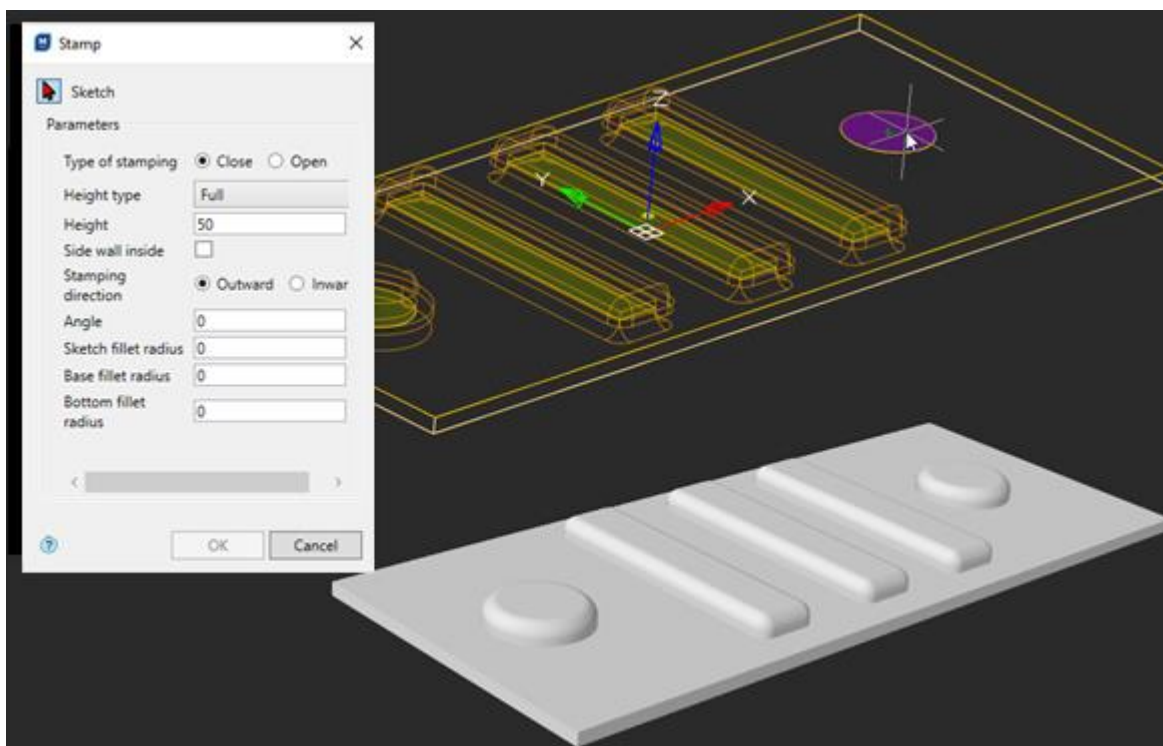 Stamp
Sketch
Parameters
Type of stamping Close Open
Height type Full
Height 50
Side wall inside
Stamping
direction Outward Inwar
Angle 0
Sketch fillet radius 0
Base fillet radius 0
Bottom fillet
radius 0
OK Cancel
Z
Y
X